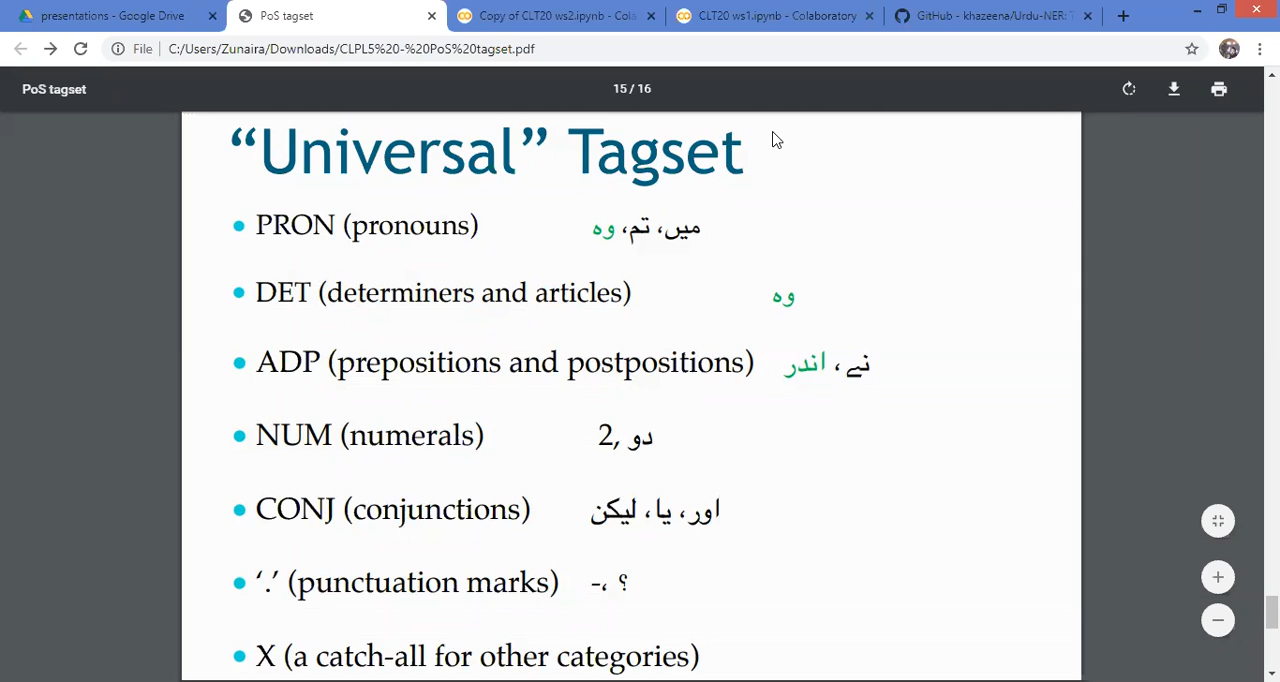 presentations - Google Drive
PoS tagset
Copy of CLT20 ws2.ipynb - Cola
CLT20 ws1.ipynb - Colaboratory
GitHub - khazeena/Urdu-NER: T
File
C:/Users/Zunaira/Downloads/CLPL5%20-%20PoS%20tagset.pdf
PoS tagset
15 / 16
“Universal” Tagset
• PRON (pronouns) میں، تم، وہ
• DET (determiners and articles) وہ
• ADP (prepositions and postpositions) نے ، اندر
• NUM (numerals) دو ,2
• CONJ (conjunctions) اور، یا، لیکن
• ‘.’ (punctuation marks) ؟ ،-
• X (a catch-all for other categories)